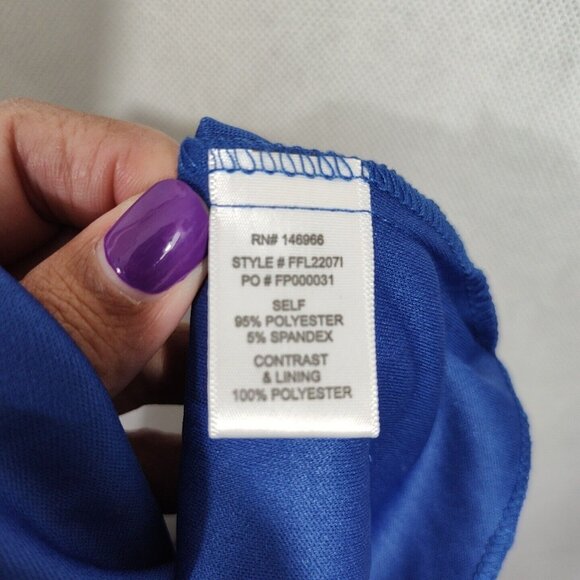 RN# 146966
STYLE # FFL2207I
PO # FP000031
SELF
95% POLYESTER
5% SPANDEX
CONTRAST
& LINING
100% POLYESTER